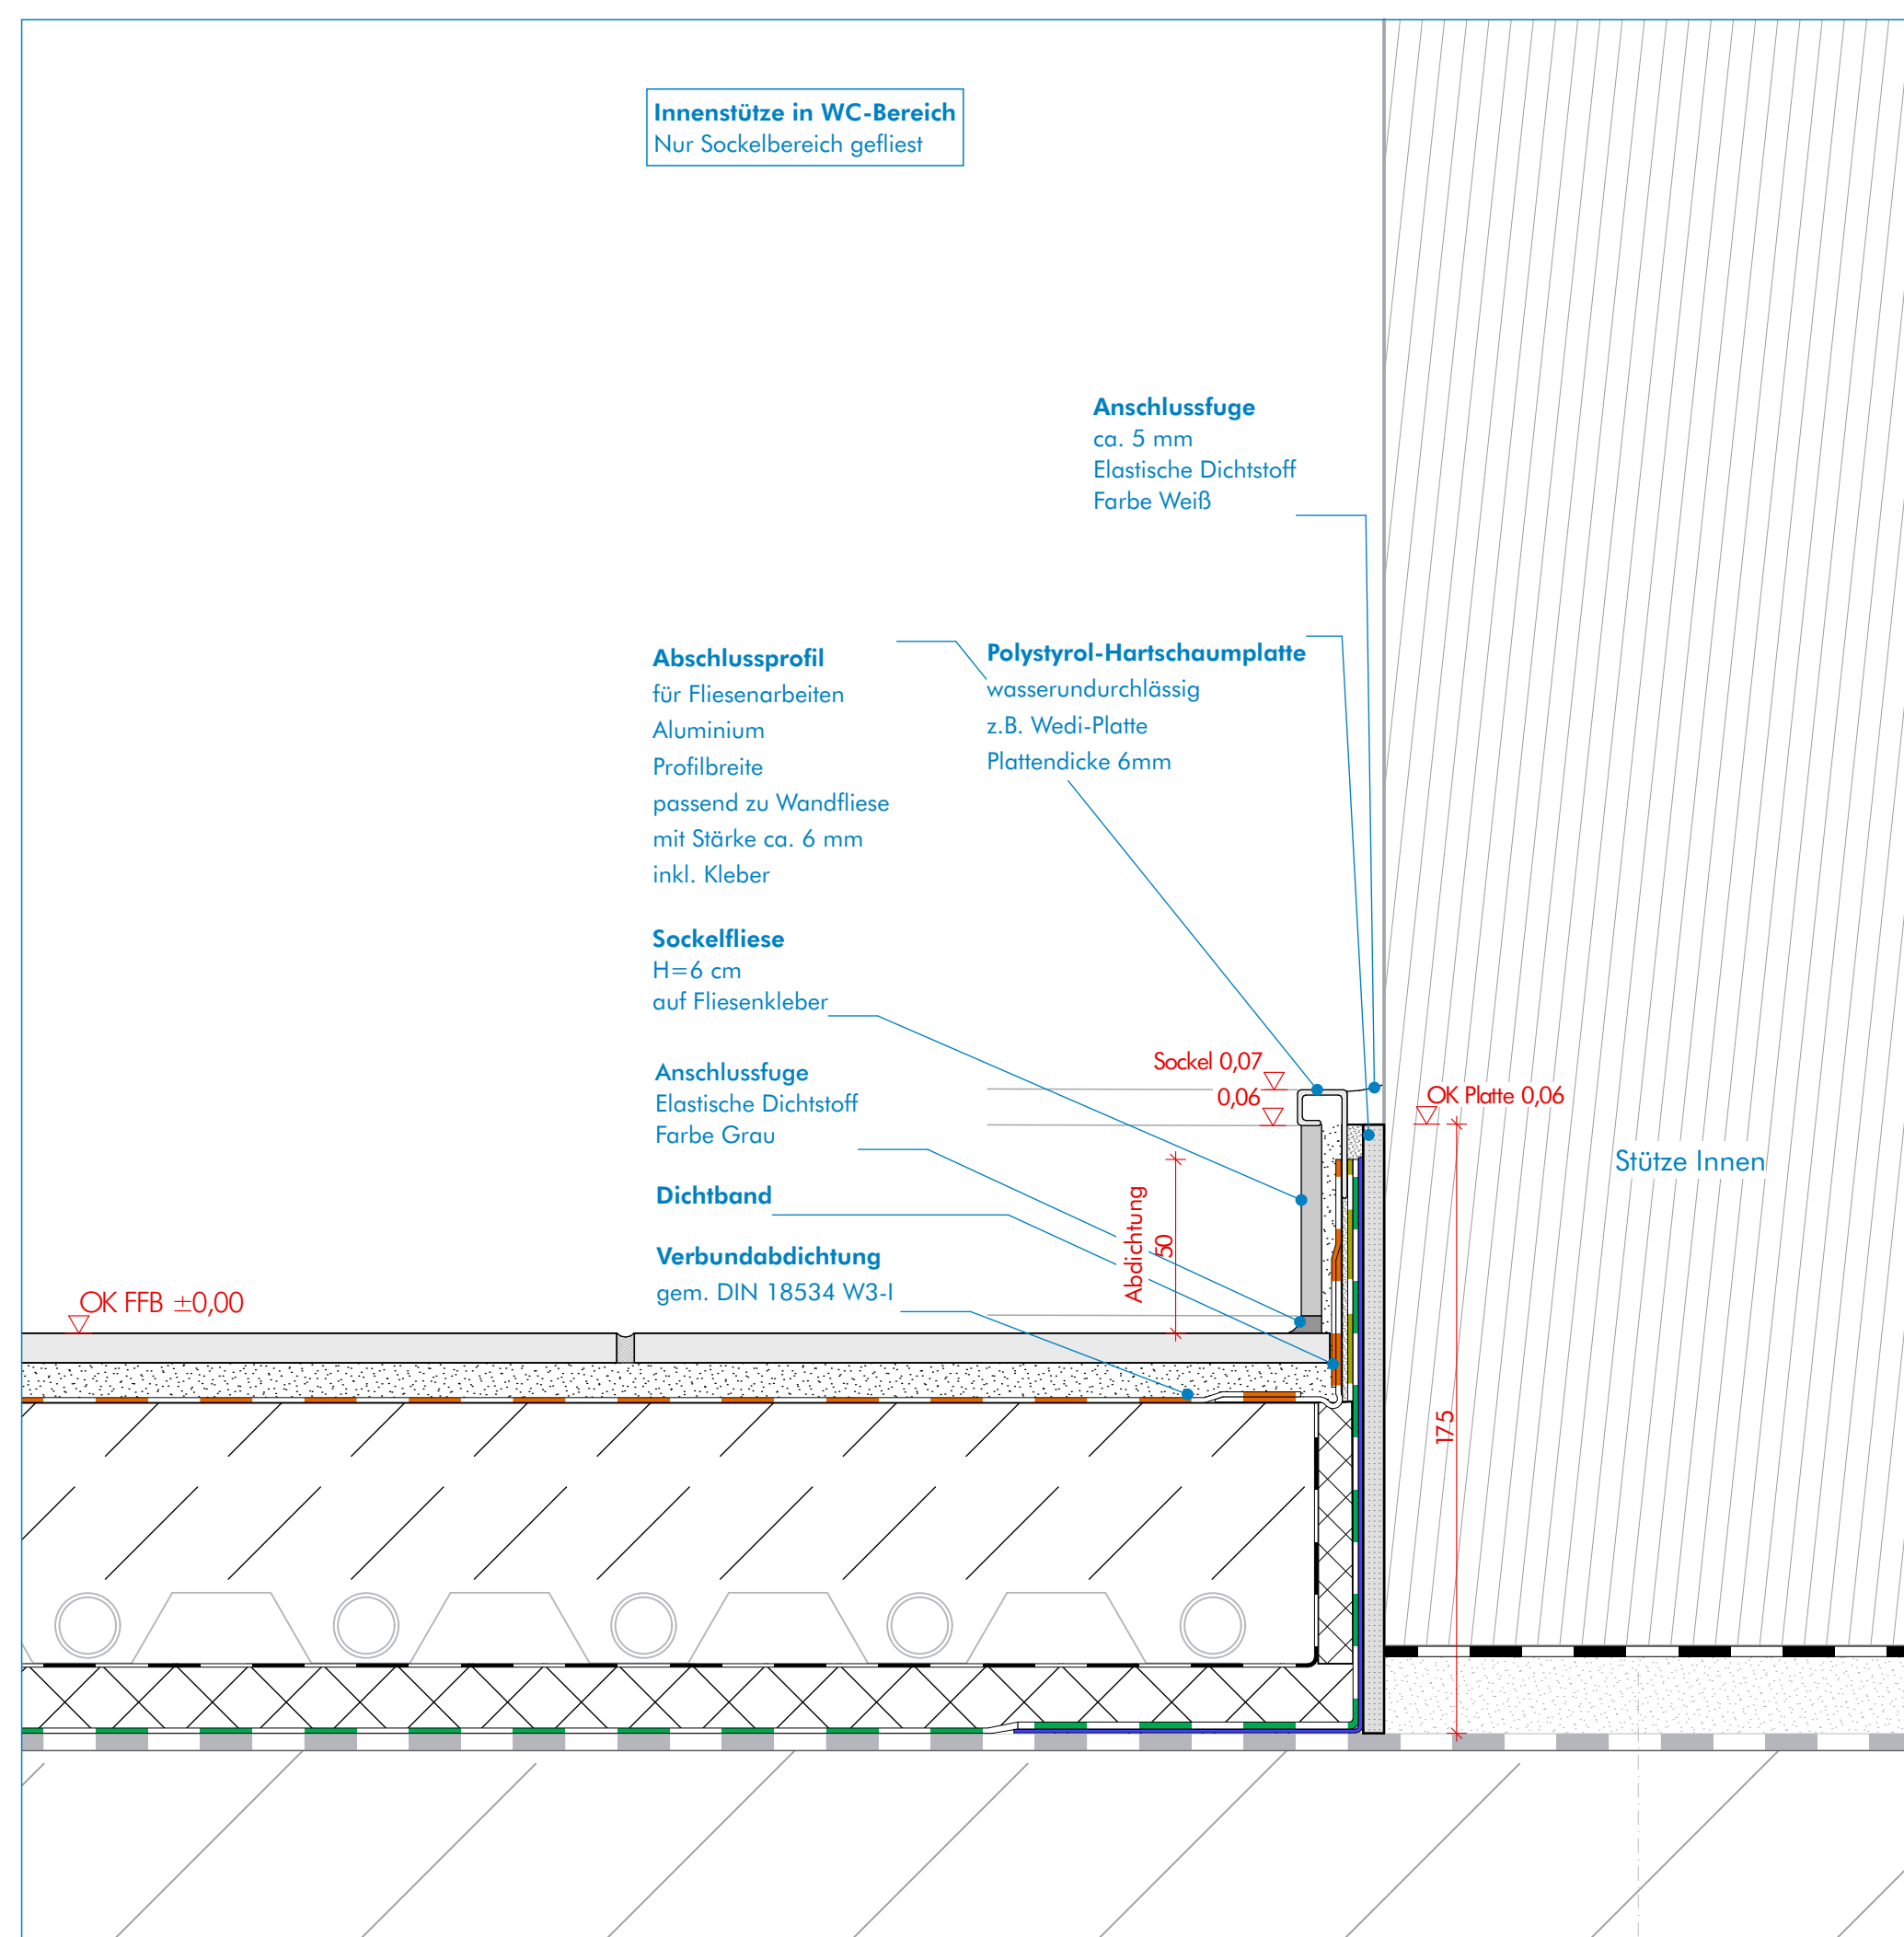 Innenstütze in WC-Bereich
Nur Sockelbereich gefliest
Anschlussfuge
ca. 5 mm
Elastische Dichtstoff
Farbe Weiß
Abschlussprofil
für Fliesenarbeiten
Aluminium
Profilbreite
passend zu Wandfliese
mit Stärke ca. 6 mm
inkl. Kleber
Polystyrol-Hartschaumplatte
wasserundurchlässig
z.B. Wedi-Platte
Plattendicke 6mm
Sockelfliese
H=6 cm
auf Fliesenkleber
Anschlussfuge
Elastische Dichtstoff
Farbe Grau
Dichtband
Verbundabdichtung
gem. DIN 18534 W3-I
Sockel 0,07
0,06
OK Platte 0,06
Stütze Innen
Abdichtung
50
OK FFB ±0,00
175